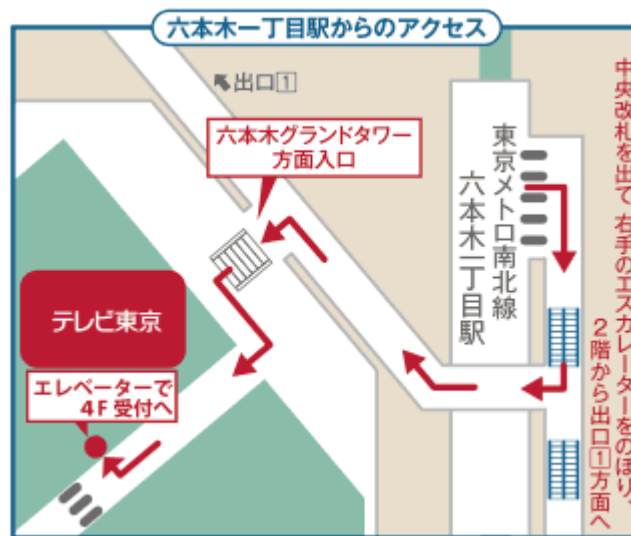 六本木一丁目駅からのアクセス
出口1
六本木グランドタワー
方面入口
東京メトロ南北線
六本木一丁目駅
中央改札を出て 右手のエスカレーターをのぼり、
2階から出口1方面へ
テレビ東京
エレベーターで
4F 受付へ